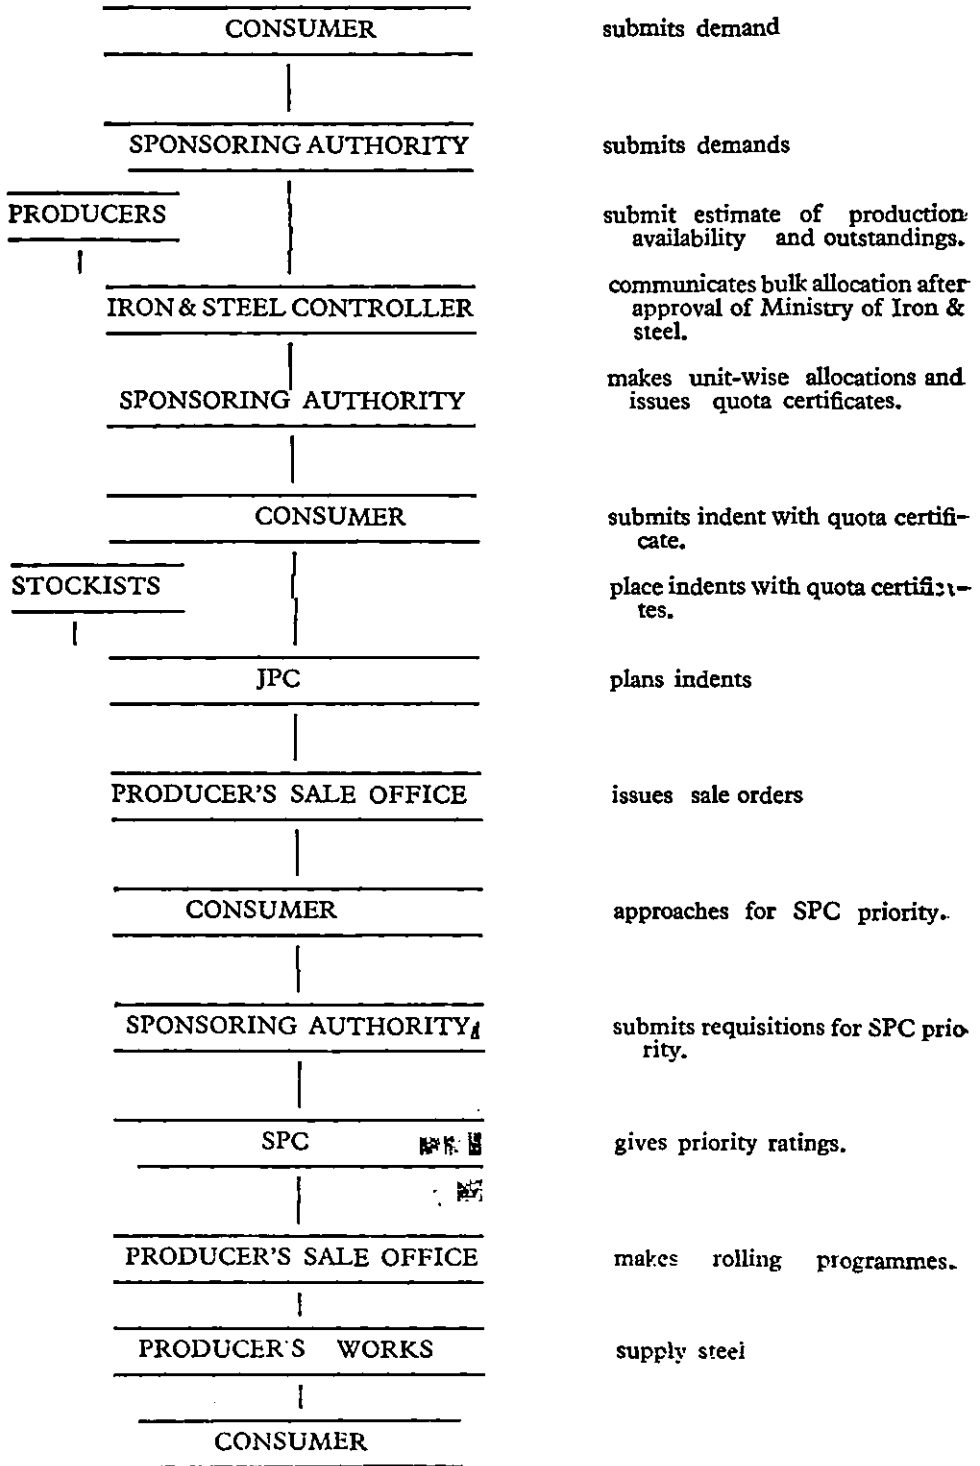 CONSUMER submits demand
SPONSORING AUTHORITY submits demands
PRODUCERS submit estimate of production
availability and outstandings.
IRON & STEEL CONTROLLER communicates bulk allocation after
approval of Ministry of Iron &
steel.
SPONSORING AUTHORITY makes unit-wise allocations and
issues quota certificates.
CONSUMER submits indent with quota certifi-
cate.
STOCKISTS place indents with quota
tes.
JPC plans indents
PRODUCER'S SALE OFFICE issues sale orders
CONSUMER approaches for SPC priority.
SPONSORING AUTHORITY submits requisitions for SPC prio-
rity.
SPC gives priority ratings.
PRODUCER'S SALE OFFICE makes rolling programmes.
PRODUCER'S WORKS supply steel
CONSUMER